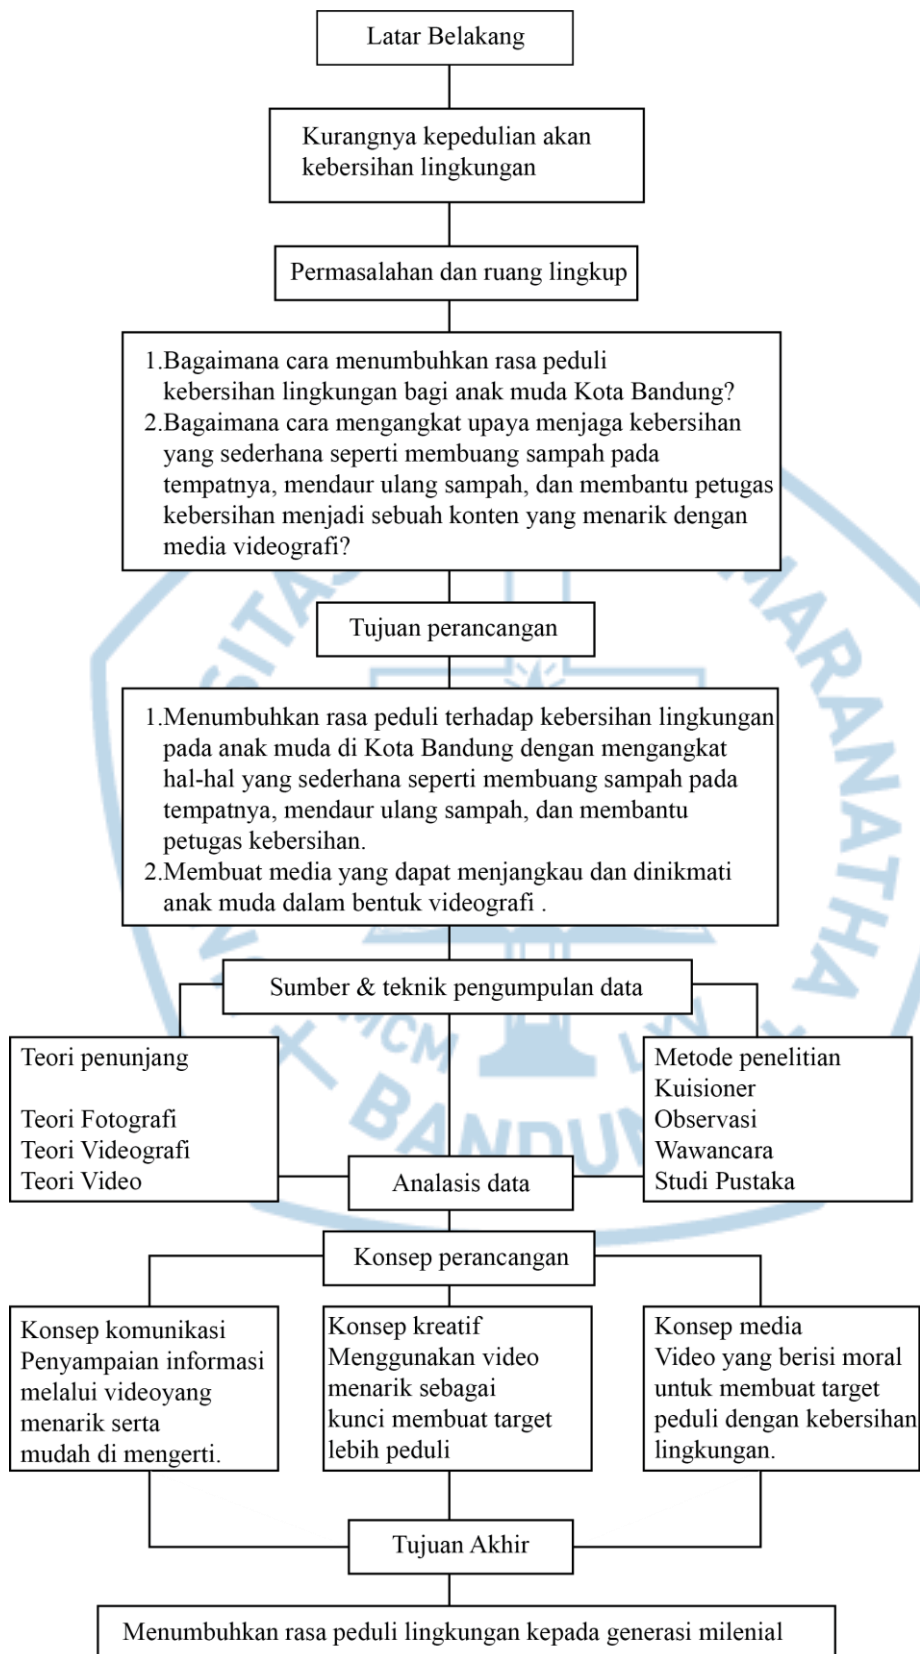 Latar Belakang
Kurangnya kepedulian akan
kebersihan lingkungan
Permasalahan dan ruang lingkup
1.Bagaimana cara menumbuhkan rasa peduli
kebersihan lingkungan bagi anak muda Kota Bandung?
2.Bagaimana cara mengangkat upaya menjaga kebersihan
yang sederhana seperti membuang sampah pada
tempatnya, mendaur ulang sampah, dan membantu petugas
kebersihan menjadi sebuah konten yang menarik dengan
media videografi?
Tujuan perancangan
1.Menumbuhkan rasa peduli terhadap kebersihan lingkungan
pada anak muda di Kota Bandung dengan mengangkat
hal-hal yang sederhana seperti membuang sampah pada
tempatnya, mendaur ulang sampah, dan membantu
petugas kebersihan.
2.Membuat media yang dapat menjangkau dan dinikmati
anak muda dalam bentuk videografi .
Sumber & teknik pengumpulan data
Teori penunjang
Teori Fotografi
Teori Videografi
Teori Video
Metode penelitian
Kuisioner
Observasi
Wawancara
Studi Pustaka
Analasis data
Konsep perancangan
Konsep komunikasi
Penyampaian informasi
melalui videoyang
menarik serta
mudah di mengerti.
Konsep kreatif
Menggunakan video
menarik sebagai
kunci membuat target
lebih peduli
Konsep media
Video yang berisi moral
untuk membuat target
peduli dengan kebersihan
lingkungan.
Tujuan Akhir
Menumbuhkan rasa peduli lingkungan kepada generasi milenial
SITAS
MARANATHA
MCM
BANDUN